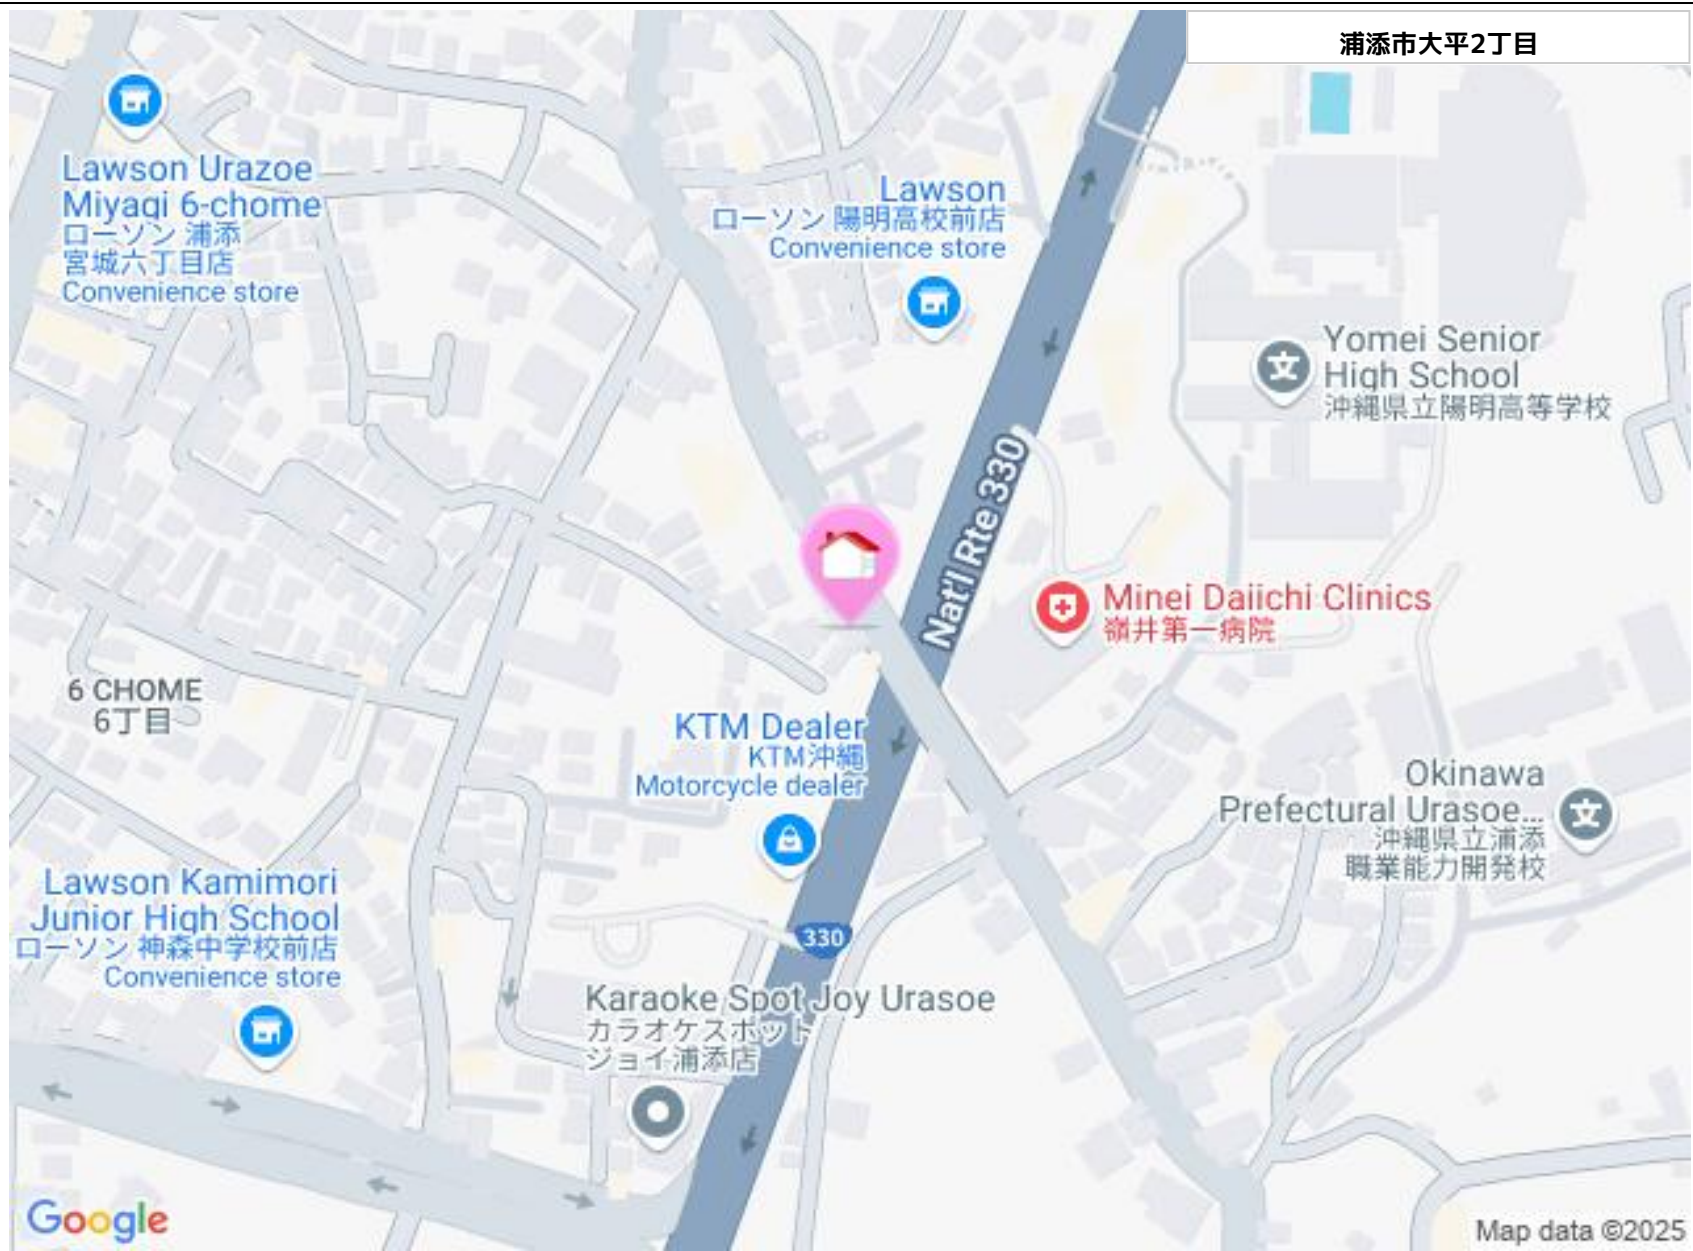 浦添市大平2丁目
Lawson Urazoe
Miyagi 6-chome
ローソン 浦添
宮城六丁目店
Convenience store
Lawson
ローソン 陽明高校前店
Convenience store
Yomei Senior
High School
沖縄県立陽明高等学校
Nat'l Rte 330
Minei Daiichi Clinics
嶺井第一病院
6 CHOME
6丁目
KTM Dealer
KTM沖縄
Motorcycle dealer
Okinawa
Prefectural Urasoe...
沖縄県立浦添
職業能力開発校
Lawson Kamimori
Junior High School
ローソン 神森中学校前店
Convenience store
330
Karaoke Spot Joy Urasoe
カラオケスポット
ジョイ浦添店
Google
Map data ©2025